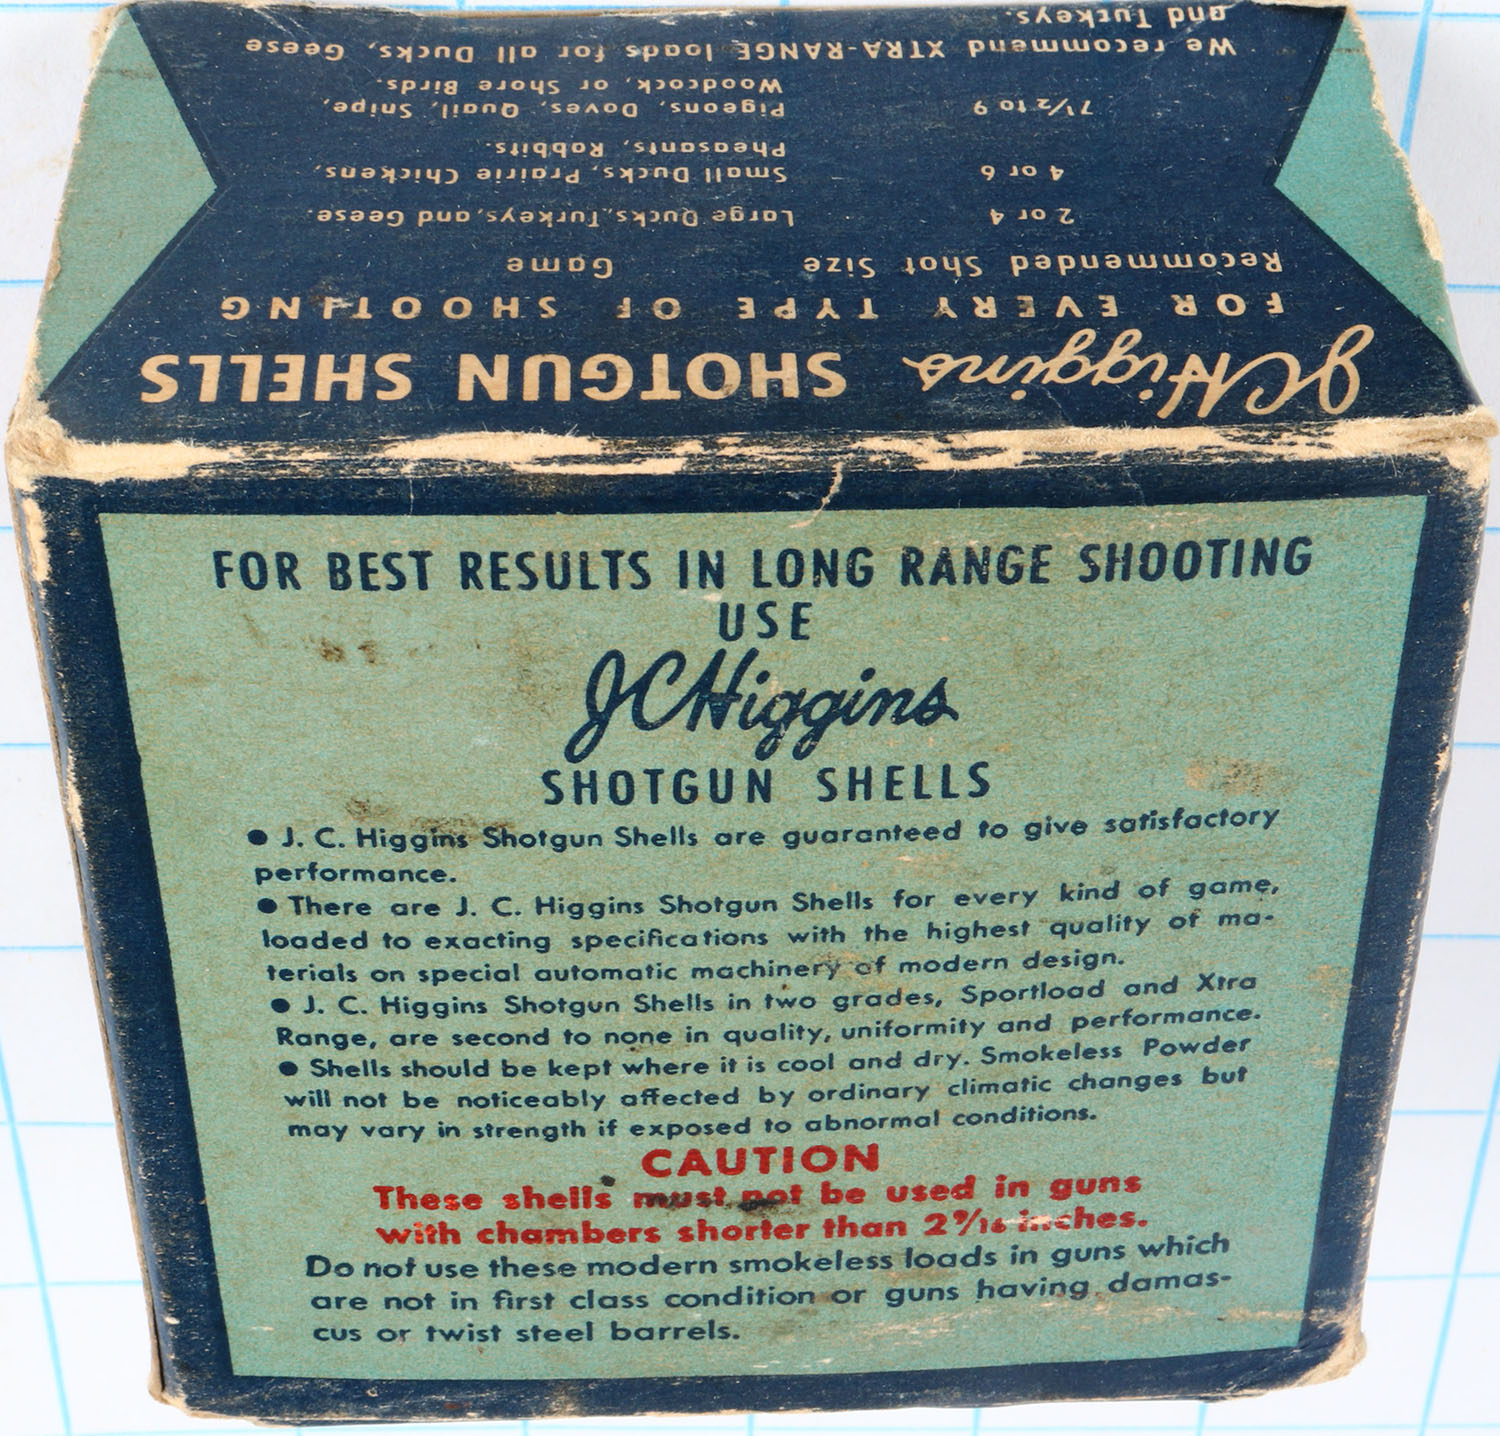 J C Higgins SHOTGUN SHELLS
FOR EVERY TYPE OF SHOOTING
Recommended Shot Size Game
2 or 4 Large Ducks, Turkeys, and Geese.
4 or 6 Small Ducks, Prairie Chickens,
Pheasants, Rabbits.
7½ to 9 Pigeons, Doves, Quail, Snipe,
Woodcock, or Shore Birds.
We recommend XTRA-RANGE loads for all Ducks, Geese
and Turkeys.
FOR BEST RESULTS IN LONG RANGE SHOOTING
USE
J C Higgins
SHOTGUN SHELLS
● J. C. Higgins Shotgun Shells are guaranteed to give satisfactory
performance.
● There are J. C. Higgins Shotgun Shells for every kind of game,
loaded to exacting specifications with the highest quality of ma-
terials on special automatic machinery of modern design.
● J. C. Higgins Shotgun Shells in two grades, Sportload and Xtra
Range, are second to none in quality, uniformity and performance.
● Shells should be kept where it is cool and dry. Smokeless Powder
will not be noticeably affected by ordinary climatic changes but
may vary in strength if exposed to abnormal conditions.
CAUTION
These shells must not be used in guns
with chambers shorter than 2 9/16 inches.
Do not use these modern smokeless loads in guns which
are not in first class condition or guns having damas-
cus or twist steel barrels.